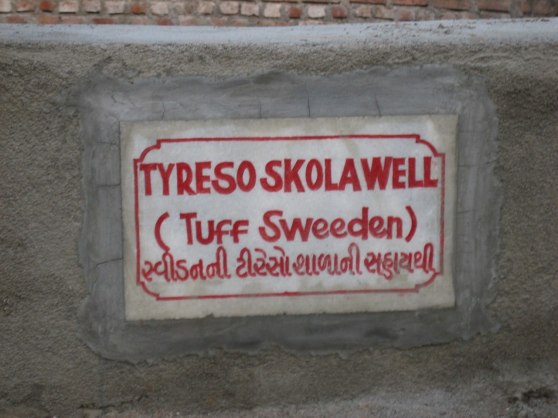 TYRESO SKOLAWELL
(Tuff Sweeden)
સ્વીડનની ટીરેસો શાળાની સહાયથી